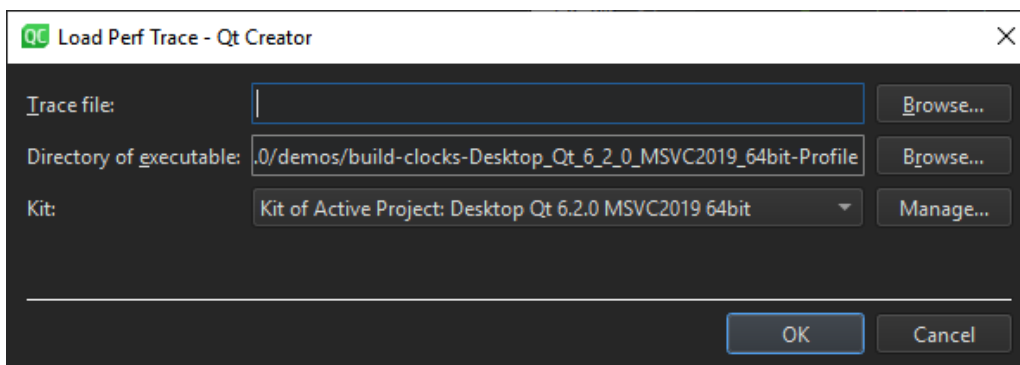 QC Load Perf Trace - Qt Creator
Trace file: Browse...
Directory of executable: .0/demos/build-clocks-Desktop_Qt_6_2_0_MSVC2019_64bit-Profile Browse...
Kit: Kit of Active Project: Desktop Qt 6.2.0 MSVC2019 64bit Manage...
OK Cancel